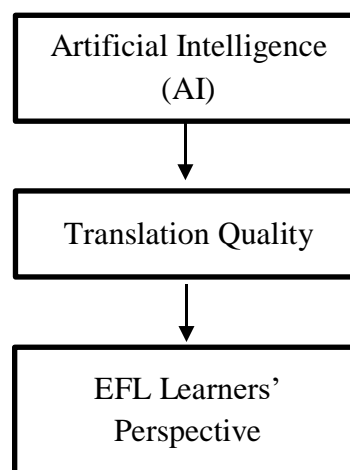 Artificial Intelligence
(AI)
Translation Quality
EFL Learners’
Perspective